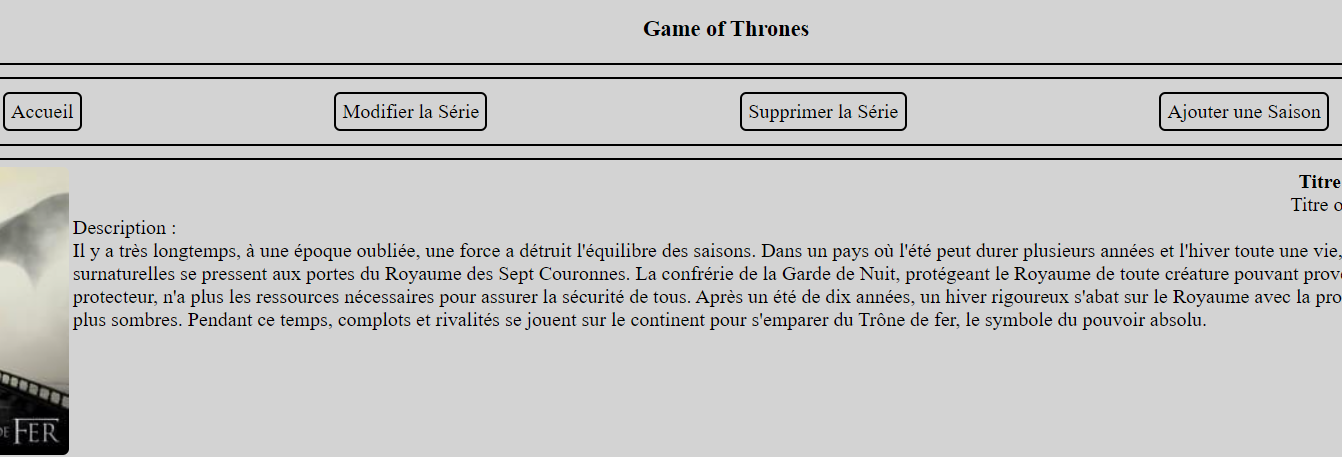 Game of Thrones
Accueil
Modifier la Série
Supprimer la Série
Ajouter une Saison
Titre
Titre o
Description :
Il y a très longtemps, à une époque oubliée, une force a détruit l'équilibre des saisons. Dans un pays où l'été peut durer plusieurs années et l'hiver toute une vie,
surnaturelles se pressent aux portes du Royaume des Sept Couronnes. La confrérie de la Garde de Nuit, protégeant le Royaume de toute créature pouvant prov
protecteur, n'a plus les ressources nécessaires pour assurer la sécurité de tous. Après un été de dix années, un hiver rigoureux s'abat sur le Royaume avec la pro
plus sombres. Pendant ce temps, complots et rivalités se jouent sur le continent pour s'emparer du Trône de fer, le symbole du pouvoir absolu.
DE FER